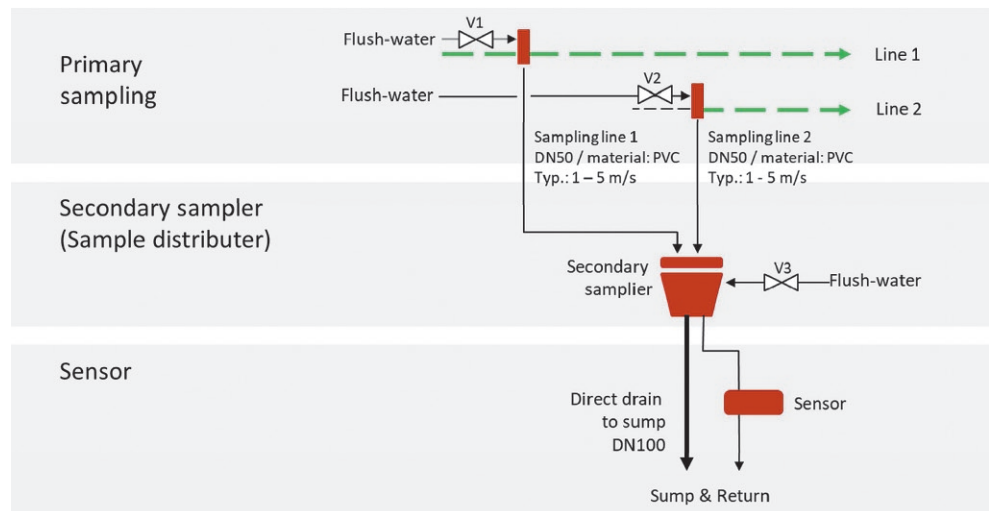 V1
Flush-water
Line 1
Primary
sampling
V2
Flush-water
Line 2
Sampling line 1
DN50 / material: PVC
Typ.: 1 – 5 m/s
Sampling line 2
DN50 / material: PVC
Typ.: 1 - 5 m/s
Secondary sampler
(Sample distributer)
Secondary
samplier
V3
Flush-water
Sensor
Direct drain
to sump
DN100
Sensor
Sump & Return